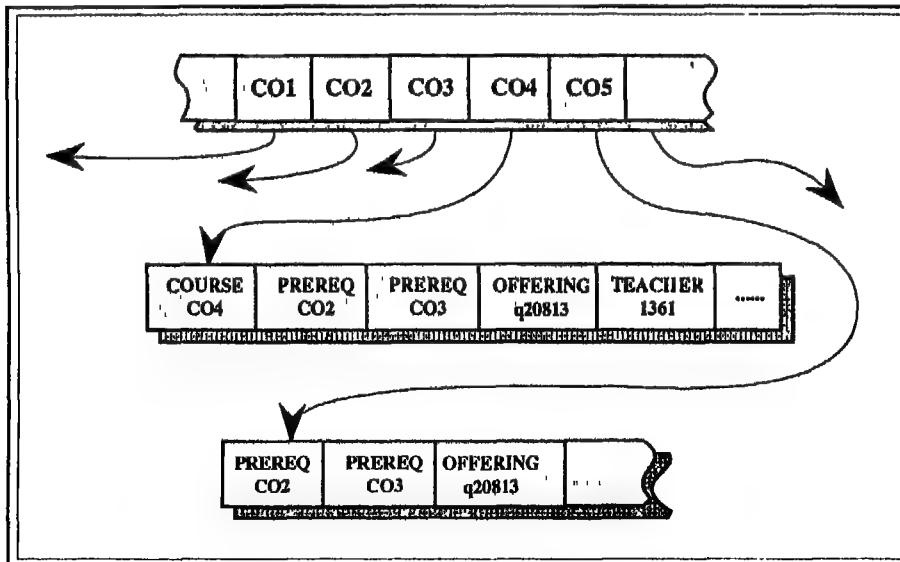 CO1 CO2 CO3 CO4 CO5
COURSE PREREQ PREREQ OFFERING TEACHER ......
CO4 CO2 CO3 q20813 1361
PREREQ PREREQ OFFERING
CO2 CO3 q20813